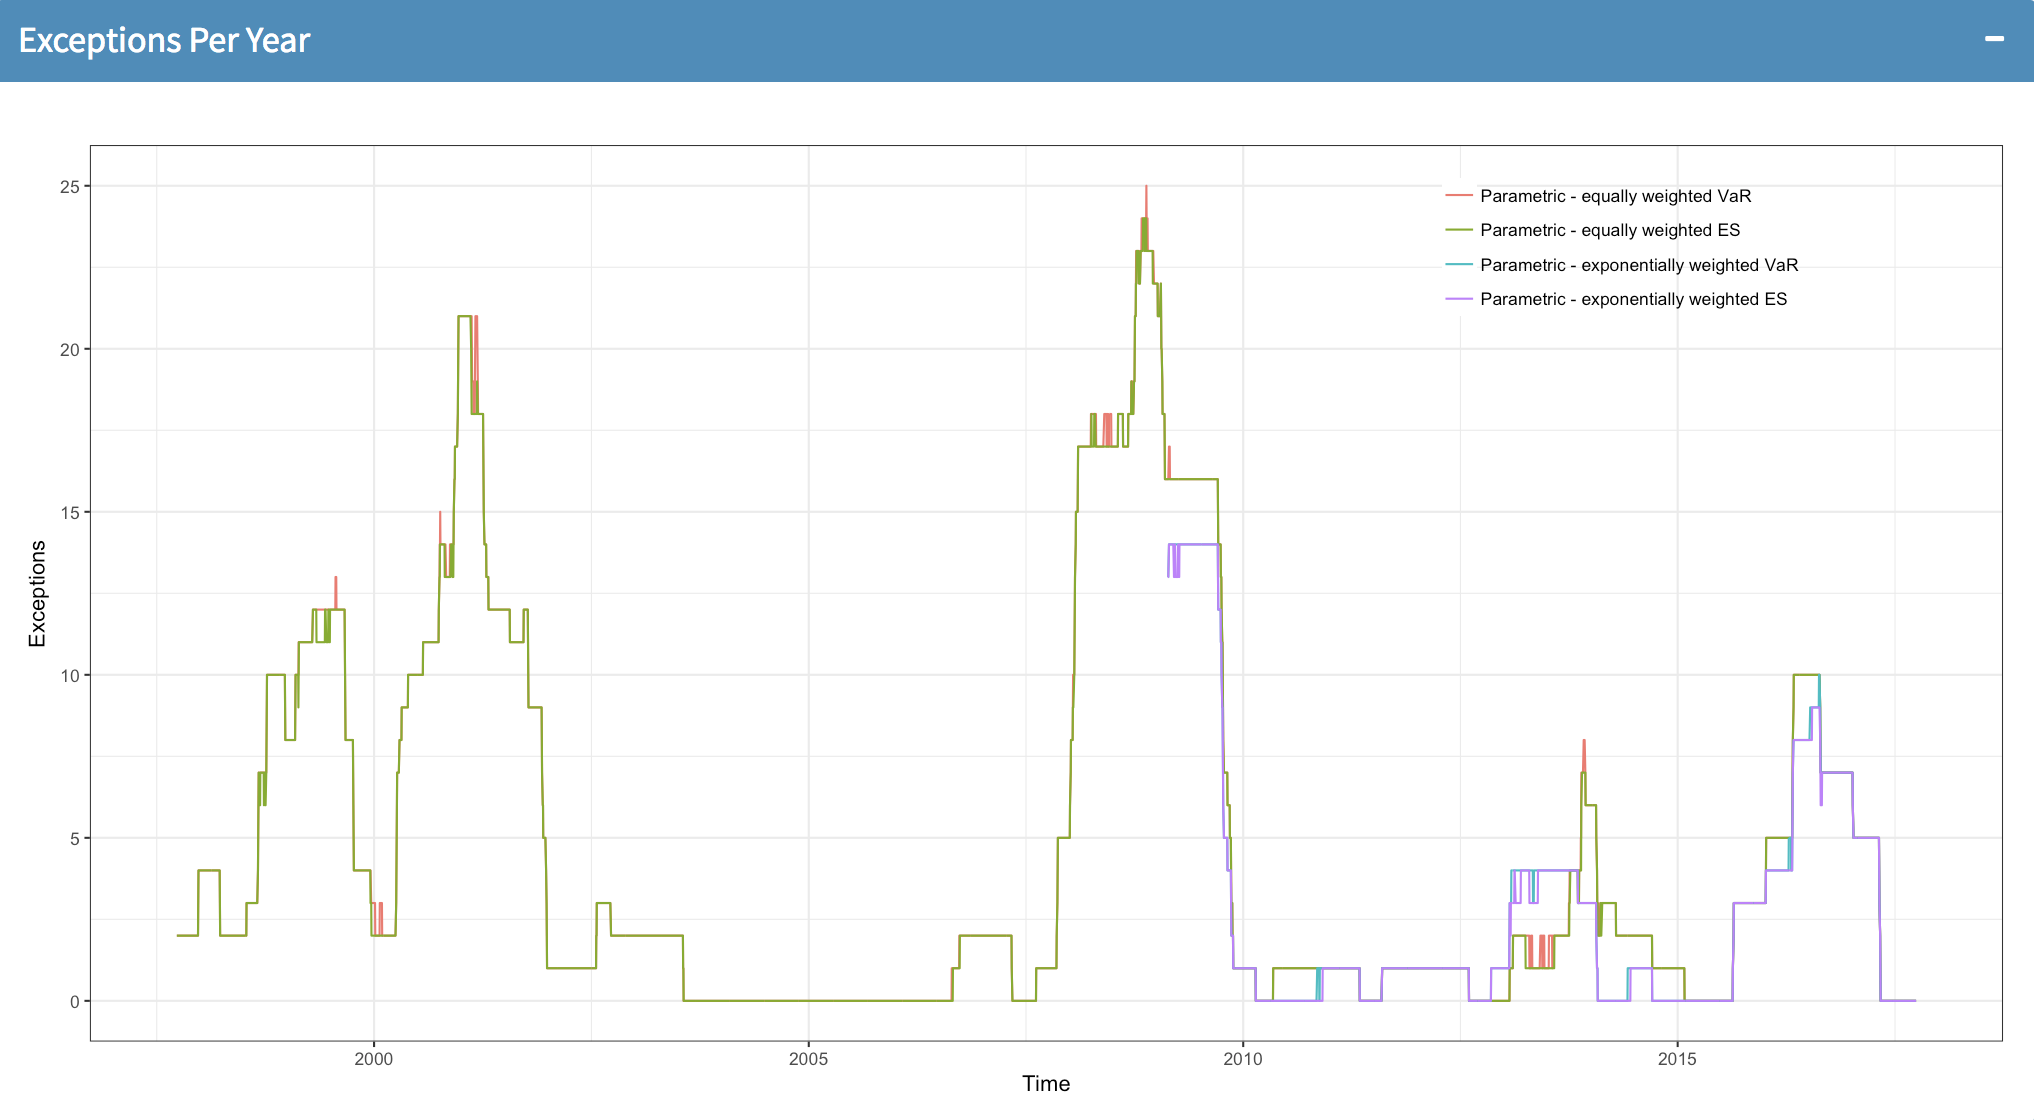 Exceptions Per Year
25
20
15
10
5
0
Exceptions
Parametric - equally weighted VaR
Parametric - equally weighted ES
Parametric - exponentially weighted VaR
Parametric - exponentially weighted ES
2000
2005
2010
2015
Time